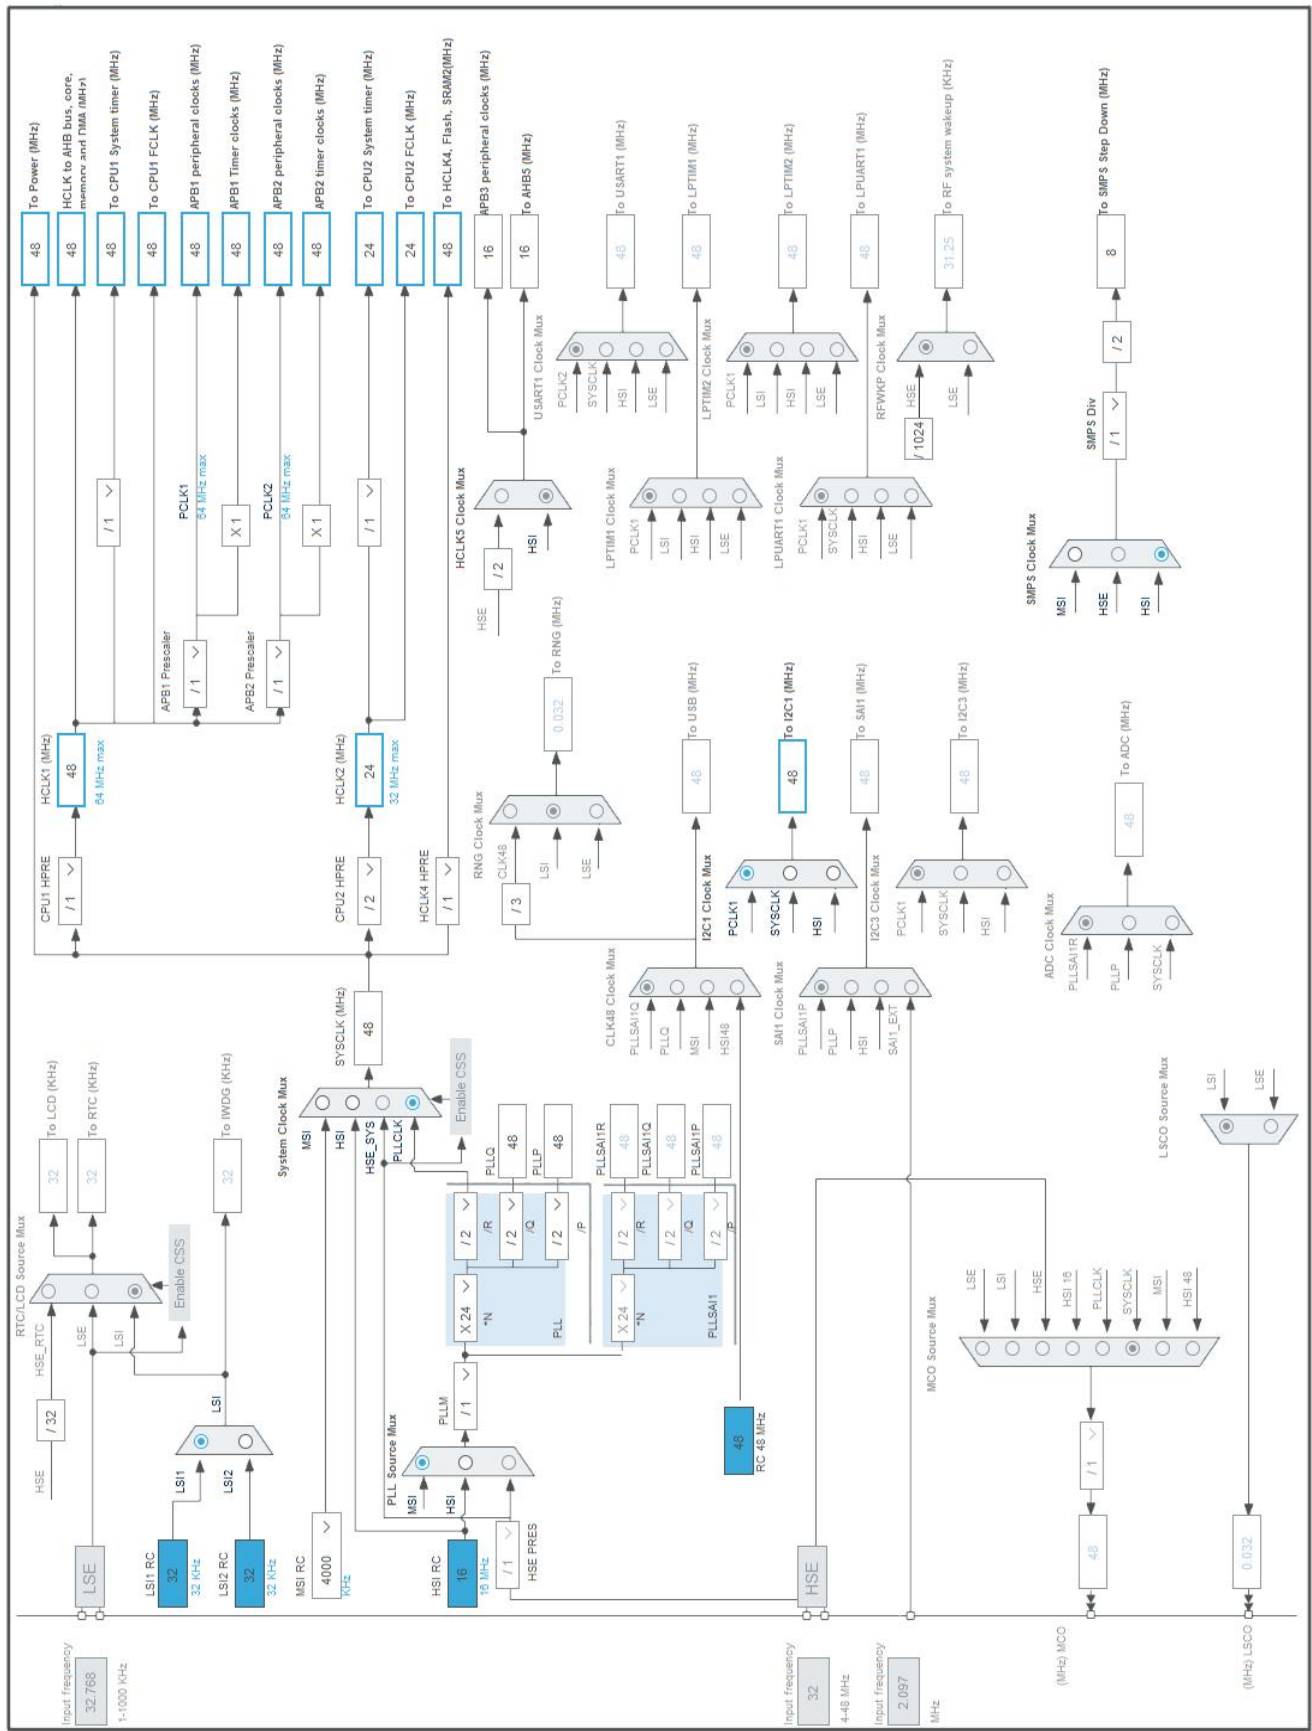 Input frequency
32.768
1-1000 KHz
LSE
HSE
/ 32
HSE_RTC
LSE
LSI
RTC/LCD Source Mux
Enable CSS
32
To LCD (KHz)
32
To RTC (KHz)
LSI1 RC
32
32 KHz
LSI2 RC
32
32 KHz
LSI1
LSI2
LSI
32
To IWDG (KHz)
MSI RC
4000
KHz
HSI RC
16
16 MHz
/ 1
HSE PRES
PLL Source Mux
MSI
HSI
PLLM
/ 1
X 24
*N
PLL
/ 2
/R
/ 2
/Q
/ 2
/P
PLLQ
48
PLLP
48
X 24
*N
PLLSAI1
/ 2
/R
/ 2
/Q
/ 2
/P
PLLSAI1R
48
PLLSAI1Q
48
PLLSAI1P
48
System Clock Mux
MSI
HSI
HSE_SYS
PLLCLK
Enable CSS
SYSCLK (MHz)
48
CPU1 HPRE
/ 1
HCLK1 (MHz)
48
64 MHz max
CPU2 HPRE
/ 2
HCLK2 (MHz)
24
32 MHz max
HCLK4 HPRE
/ 1
APB1 Prescaler
/ 1
APB2 Prescaler
/ 1
/ 1
PCLK1
64 MHz max
X 1
PCLK2
64 MHz max
X 1
/ 1
48
To Power (MHz)
48
HCLK to AHB bus, core,
memory and DMA (MHz)
48
To CPU1 System timer (MHz)
48
To CPU1 FCLK (MHz)
48
APB1 peripheral clocks (MHz)
48
APB1 Timer clocks (MHz)
48
APB2 peripheral clocks (MHz)
48
APB2 timer clocks (MHz)
24
To CPU2 System timer (MHz)
24
To CPU2 FCLK (MHz)
48
To HCLK4, Flash, SRAM2(MHz)
16
APB3 peripheral clocks (MHz)
16
To AHB5 (MHz)
HCLK5 Clock Mux
HSE
/ 2
HSI
RNG Clock Mux
/ 3
CLK48
LSI
LSE
0.032
To RNG (MHz)
USART1 Clock Mux
PCLK2
SYSCLK
HSI
LSE
48
To USART1 (MHz)
LPTIM1 Clock Mux
PCLK1
LSI
HSI
LSE
48
To LPTIM1 (MHz)
LPTIM2 Clock Mux
PCLK1
LSI
HSI
LSE
48
To LPTIM2 (MHz)
LPUART1 Clock Mux
PCLK1
SYSCLK
HSI
LSE
48
To LPUART1 (MHz)
RFWKP Clock Mux
/ 1024
HSE
LSE
31.25
To RF system wakeup (KHz)
SMPS Clock Mux
MSI
HSE
HSI
SMPS Div
/ 1
/ 2
8
To SMPS Step Down (MHz)
48
RC 48 MHz
CLK48 Clock Mux
PLLSAI1Q
PLLQ
MSI
HSI48
48
To USB (MHz)
I2C1 Clock Mux
PCLK1
SYSCLK
HSI
48
To I2C1 (MHz)
SAI1 Clock Mux
PLLSAI1P
PLLP
HSI
SAI1_EXT
48
To SAI1 (MHz)
I2C3 Clock Mux
PCLK1
SYSCLK
HSI
48
To I2C3 (MHz)
ADC Clock Mux
PLLSAI1R
PLLP
SYSCLK
48
To ADC (MHz)
Input frequency
32
4-48 MHz
HSE
Input frequency
2.097
MHz
MCO Source Mux
LSE
LSI
HSE
HSI 16
PLLCLK
SYSCLK
MSI
HSI 48
/ 1
48
(MHz) MCO
LSCO Source Mux
LSI
LSE
0.032
(MHz) LSCO